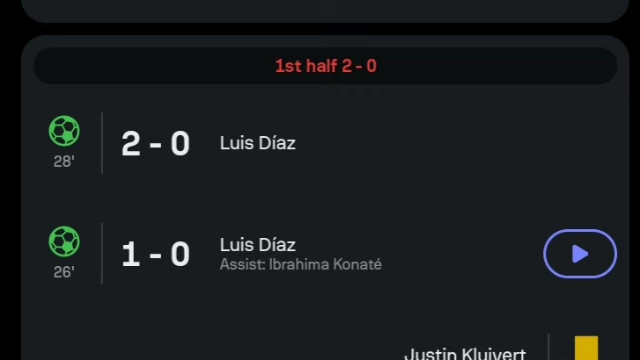 1st half 2 - 0
2 - 0 Luis Díaz
28'
1 - 0 Luis Díaz
Assist: Ibrahima Konaté
26'
Justin Kluivert